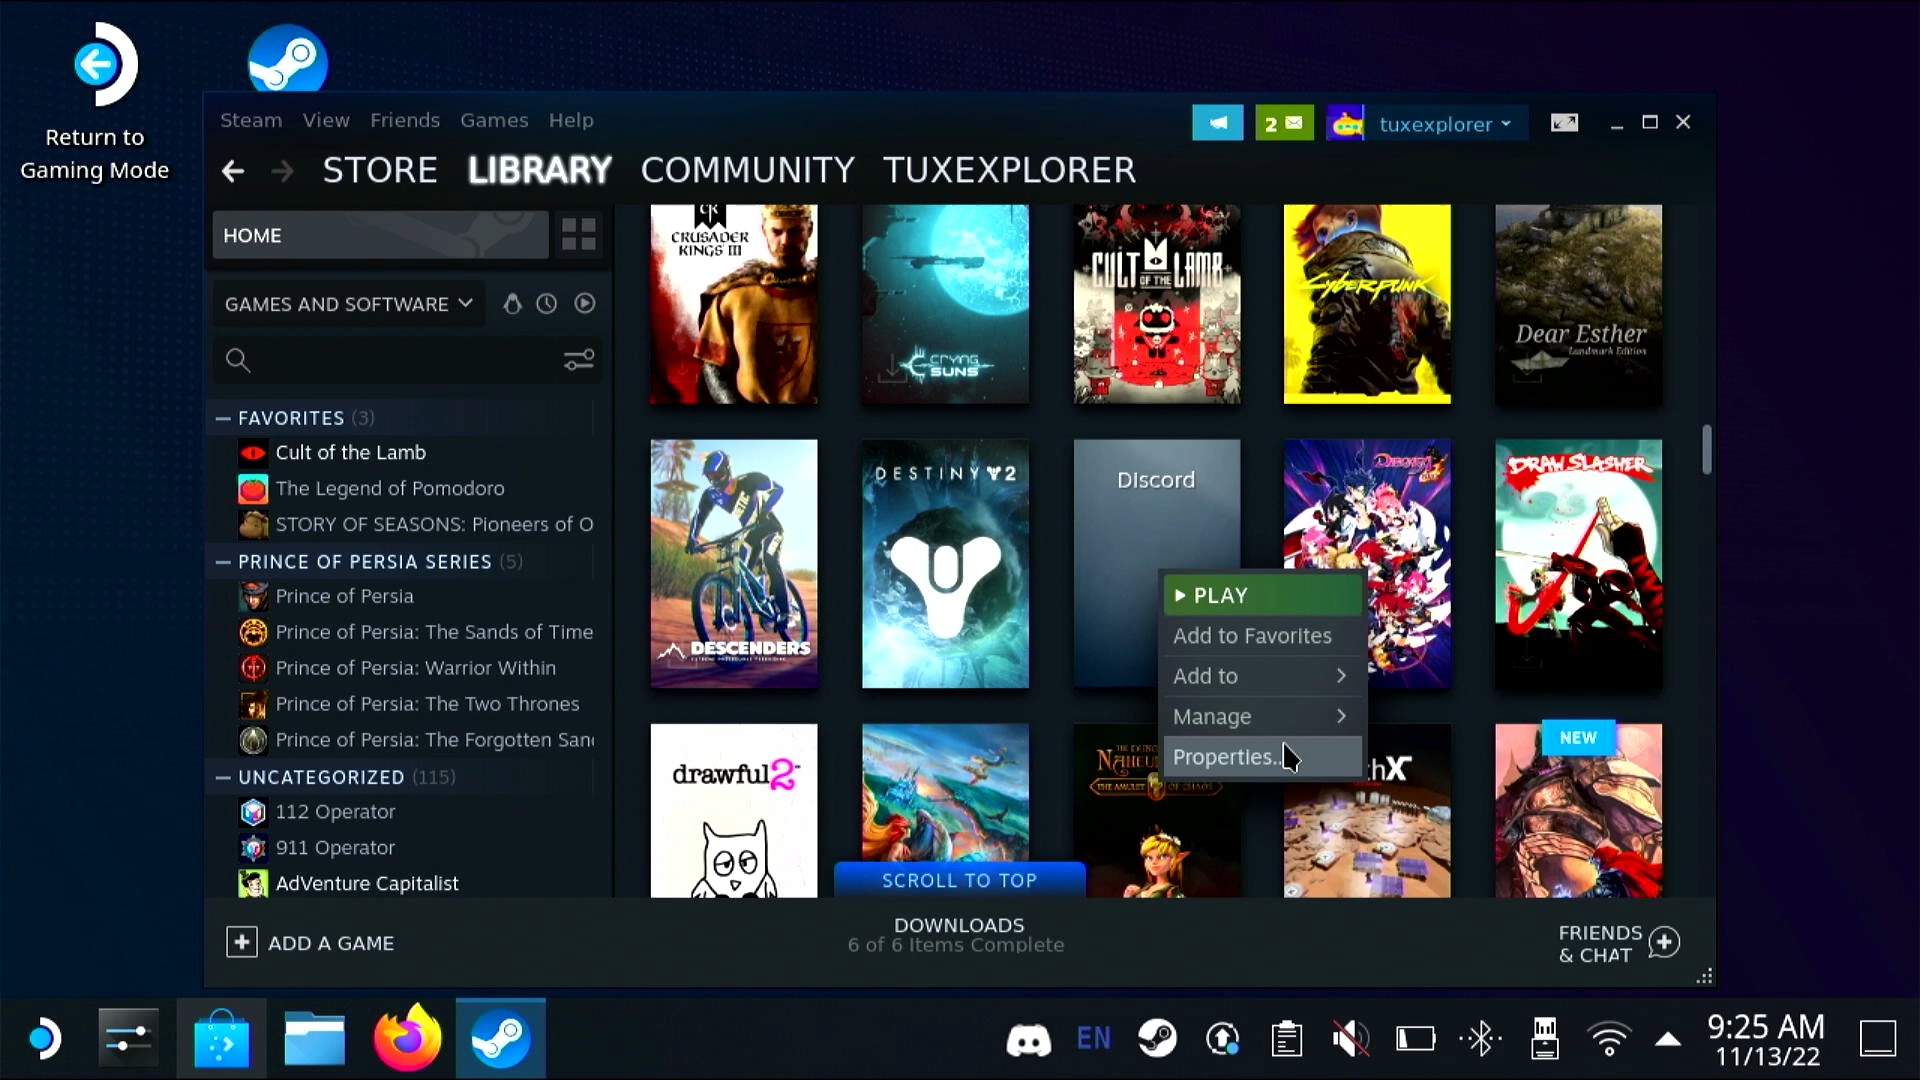 Return to
Gaming Mode
Steam View Friends Games Help
2
tuxexplorer
STORE LIBRARY COMMUNITY TUXEXPLORER
HOME
GAMES AND SOFTWARE
FAVORITES (3)
Cult of the Lamb
The Legend of Pomodoro
STORY OF SEASONS: Pioneers of O
PRINCE OF PERSIA SERIES (5)
Prince of Persia
Prince of Persia: The Sands of Time
Prince of Persia: Warrior Within
Prince of Persia: The Two Thrones
Prince of Persia: The Forgotten San
UNCATEGORIZED (115)
112 Operator
911 Operator
AdVenture Capitalist
CRUSADER
KINGS III
CRYING
SUNS
CULT OF THE LAMB
Cyberpunk
Dear Esther
Landmark Edition
DESCENDERS
DESTINY 2
Discord
DRAW SLASHER
PLAY
Add to Favorites
Add to
Manage
Properties...
drawful 2
THE AMULET OF CHAOS
NEW
SCROLL TO TOP
ADD A GAME
DOWNLOADS
6 of 6 Items Complete
FRIENDS
& CHAT
EN
9:25 AM
11/13/22